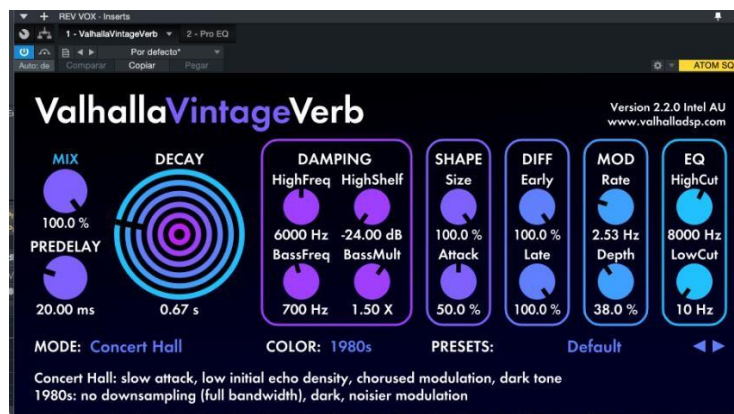 REV VOX - Inserts
1 - ValhallaVintageVerb 2 - Pro EQ
Por defecto*
Auto: de Comparar Copiar Pegar ATOM SQ
ValhallaVintageVerb
Version 2.2.0 Intel AU
www.valhalladsp.com
MIX DECAY DAMPING SHAPE DIFF MOD EQ
HighFreq HighShelf Size Early Rate HighCut
100.0 % 6000 Hz -24.00 dB 100.0 % 100.0 % 2.53 Hz 8000 Hz
PREDELAY BassFreq BassMult Attack Late Depth LowCut
20.00 ms 0.67 s 700 Hz 1.50 X 50.0 % 100.0 % 38.0 % 10 Hz
MODE: Concert Hall COLOR: 1980s PRESETS: Default
Concert Hall: slow attack, low initial echo density, chorused modulation, dark tone
1980s: no downsampling (full bandwidth), dark, noisier modulation